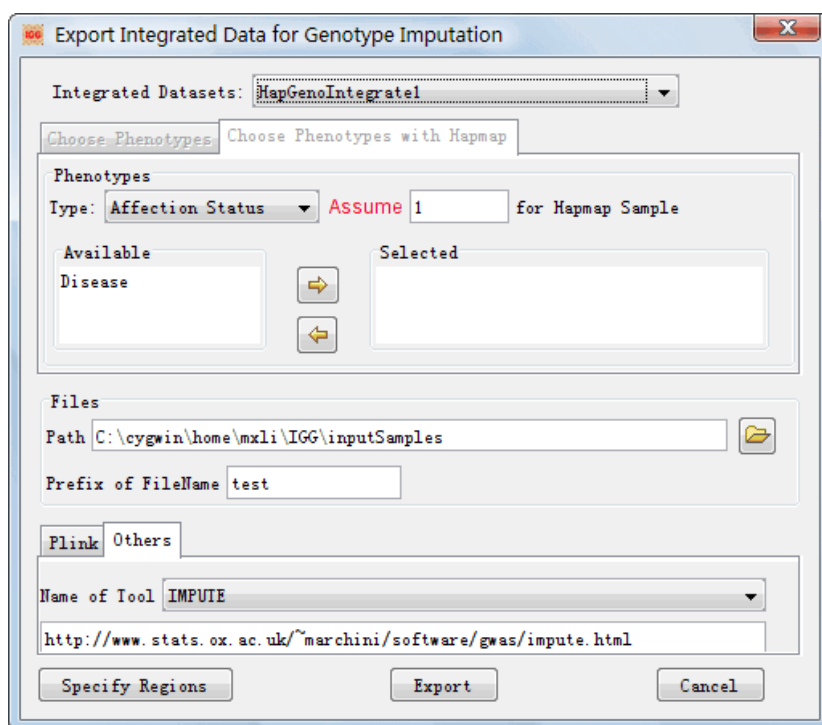 IGG Export Integrated Data for Genotype Imputation
Integrated Datasets: HapGenoIntegrate1
Choose Phenotypes Choose Phenotypes with Hapmap
Phenotypes
Type: Affection Status Assume 1 for Hapmap Sample
Available Selected
Disease
Files
Path C:\cygwin\home\mxli\IGG\inputSamples
Prefix of FileName test
Plink Others
Name of Tool IMPUTE
http://www.stats.ox.ac.uk/~marchini/software/gwas/impute.html
Specify Regions Export Cancel